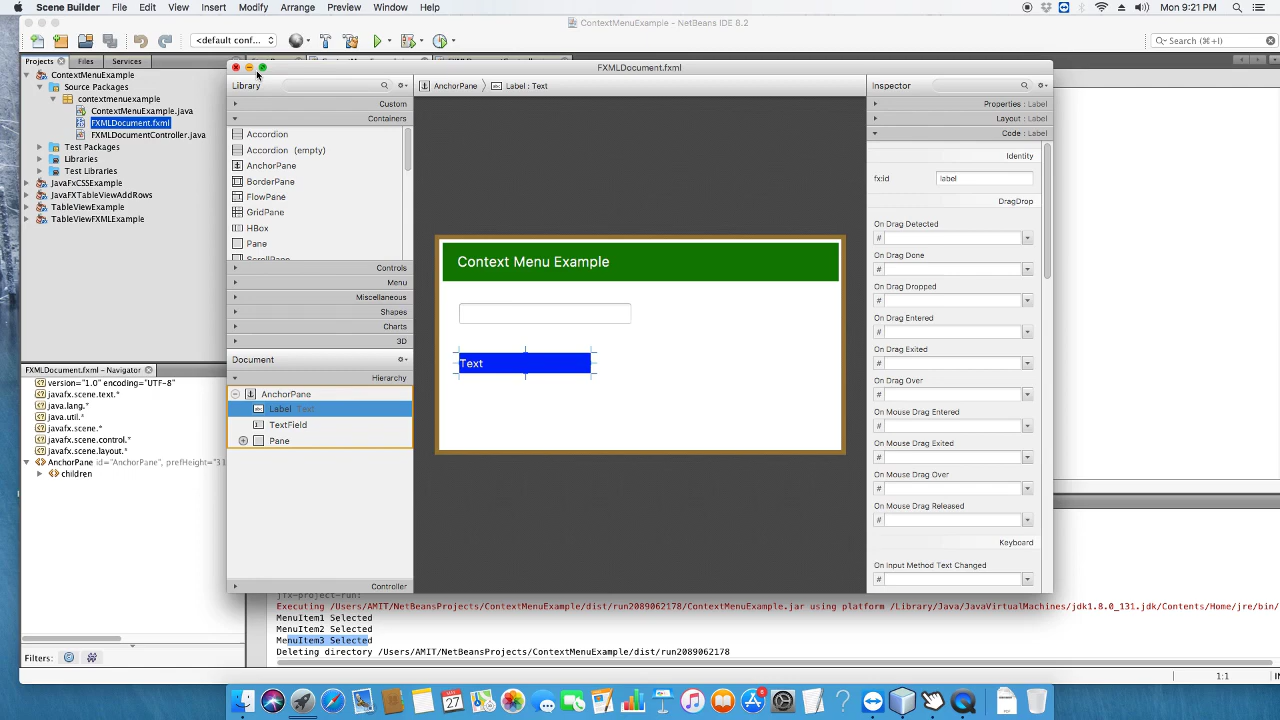 Scene Builder File Edit View Insert Modify Arrange Preview Window Help Mon 9:21 PM
ContextMenuExample - NetBeans IDE 8.2
<default conf...
Search (⌘+I)
Projects Files Services
ContextMenuExample
Source Packages
contextmenuexample
ContextMenuExample.java
FXMLDocument.fxml
FXMLDocumentController.java
Test Packages
Libraries
Test Libraries
JavaFxCSSExample
JavaFXTableViewAddRows
TableViewExample
TableViewFXMLExample
FXMLDocument.fxml - Navigator
version="1.0" encoding="UTF-8"
javafx.scene.text.*
java.lang.*
java.util.*
javafx.scene.*
javafx.scene.control.*
javafx.scene.layout.*
AnchorPane id="AnchorPane", prefHeight="31
children
Filters:
FXMLDocument.fxml
Library
Custom
Containers
Accordion
Accordion (empty)
AnchorPane
BorderPane
FlowPane
GridPane
HBox
Pane
ScrollPane
Controls
Menu
Miscellaneous
Shapes
Charts
3D
Document
Hierarchy
AnchorPane
Label Text
TextField
Pane
Controller
AnchorPane Label : Text
Context Menu Example
Text
Inspector
Properties : Label
Layout : Label
Code : Label
Identity
fx:id label
DragDrop
On Drag Detected
#
On Drag Done
#
On Drag Dropped
#
On Drag Entered
#
On Drag Exited
#
On Drag Over
#
On Mouse Drag Entered
#
On Mouse Drag Exited
#
On Mouse Drag Over
#
On Mouse Drag Released
#
Keyboard
On Input Method Text Changed
#
jfx-project-run:
Executing /Users/AMIT/NetBeansProjects/ContextMenuExample/dist/run2089062178/ContextMenuExample.jar using platform /Library/Java/JavaVirtualMachines/jdk1.8.0_131.jdk/Contents/Home/jre/bin/
MenuItem1 Selected
MenuItem2 Selected
MenuItem3 Selected
Deleting directory /Users/AMIT/NetBeansProjects/ContextMenuExample/dist/run2089062178
1:1
27
6